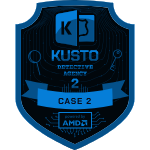 KUSTO
DETECTIVE
AGENCY
2
CASE 2
AMD